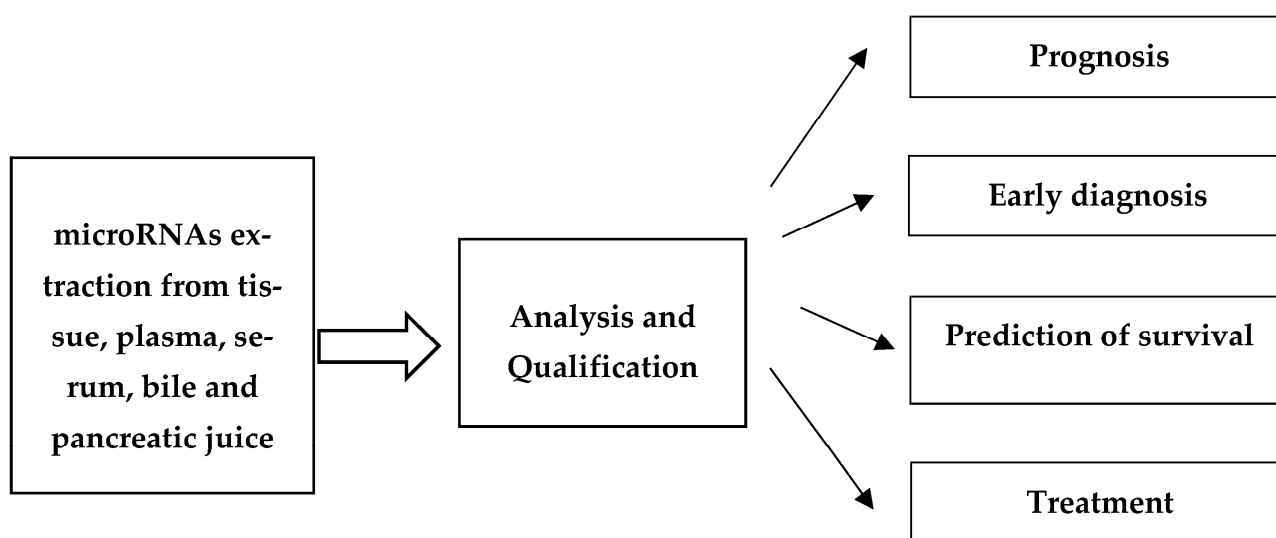 microRNAs ex-
traction from tis-
sue, plasma, se-
rum, bile and
pancreatic juice
Analysis and
Qualification
Prognosis
Early diagnosis
Prediction of survival
Treatment